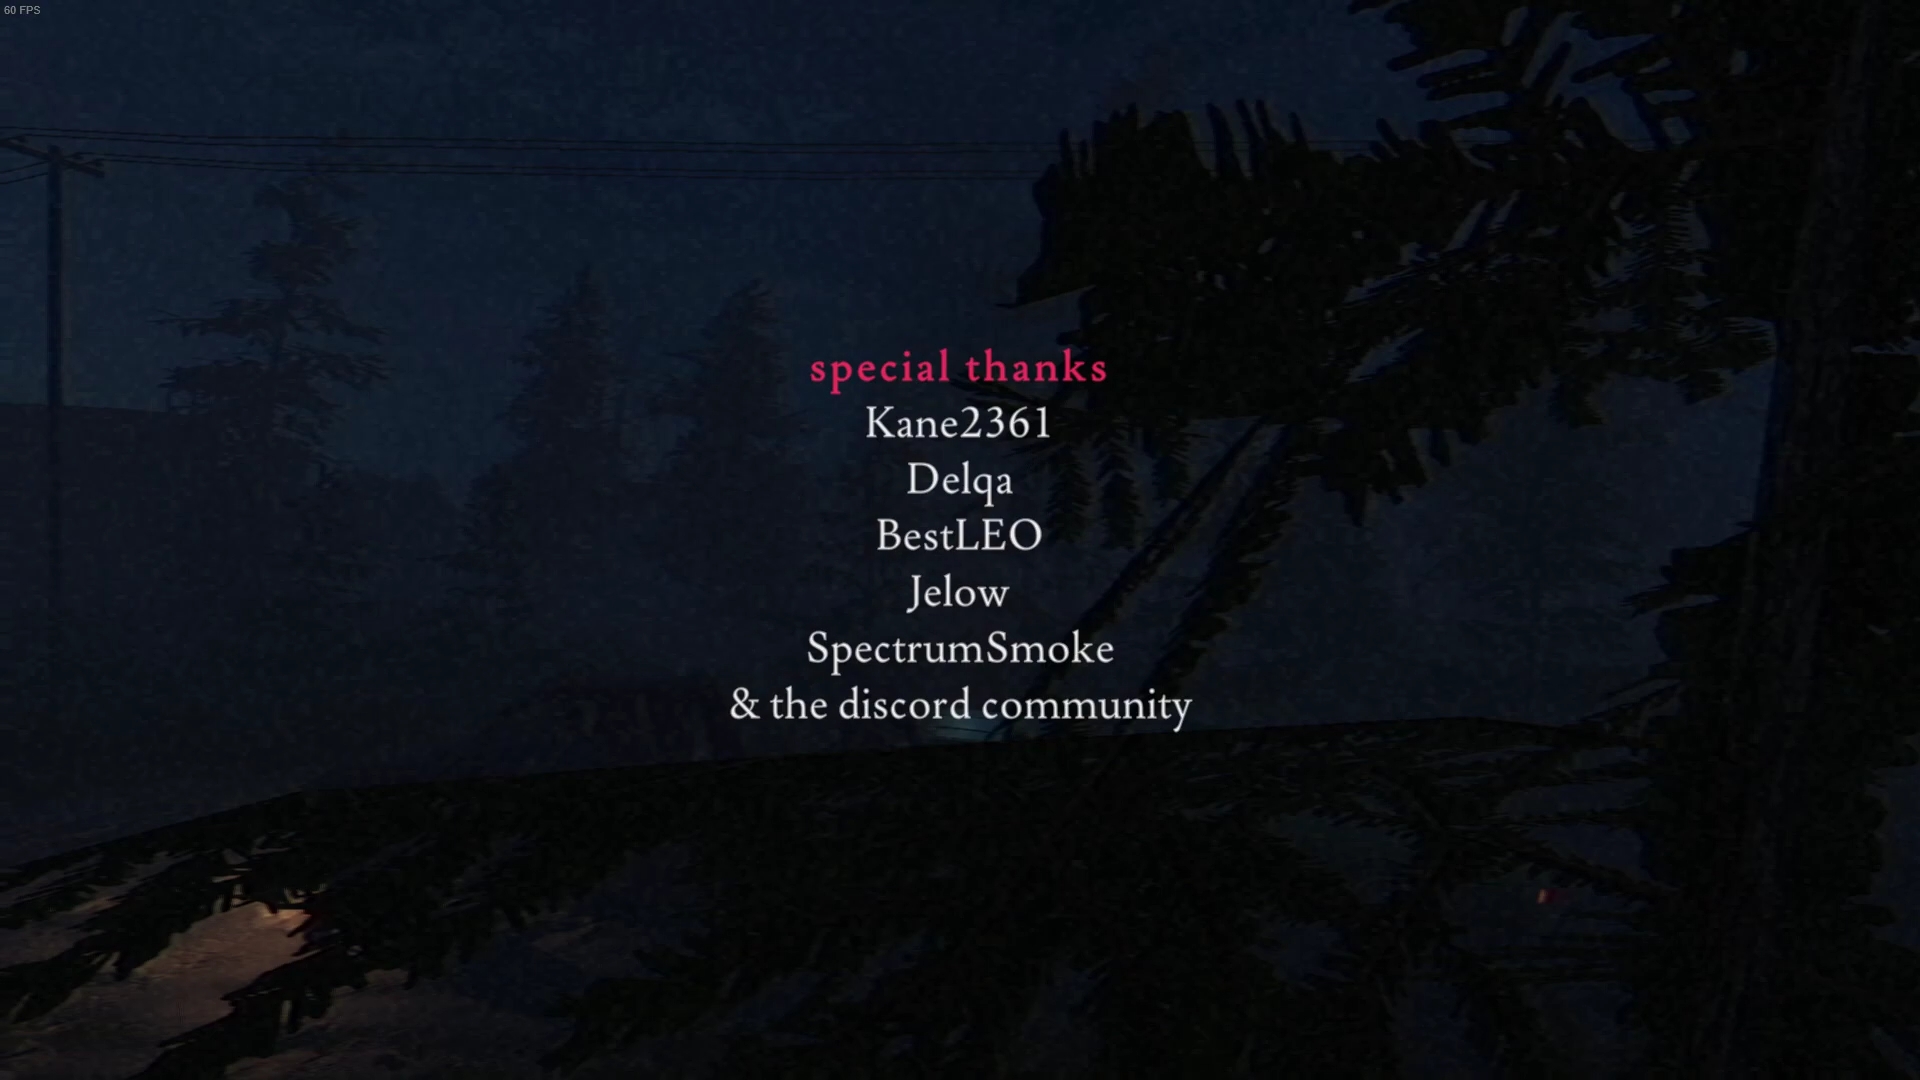 60 FPS
special thanks
Kane2361
Delqa
BestLEO
Jelow
SpectrumSmoke
& the discord community